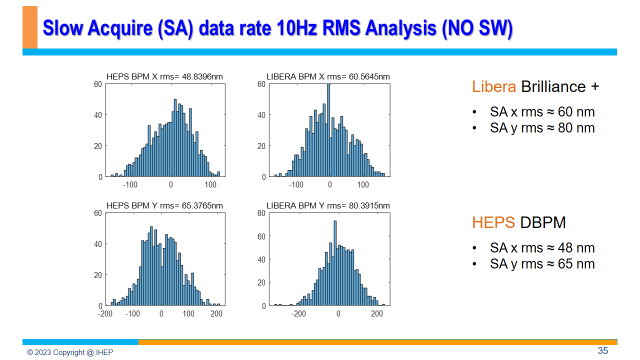 Slow Acquire (SA) data rate 10Hz RMS Analysis (NO SW)
HEPS BPM X rms= 48.8396nm
60
40
20
0
-100 0 100
LIBERA BPM X rms= 60.5645nm
60
40
20
0
-100 0 100
Libera Brilliance +
• SA x rms ≈ 60 nm
• SA y rms ≈ 80 nm
HEPS BPM Y rms= 65.3765nm
60
40
20
0
-200 -100 0 100 200
LIBERA BPM Y rms= 80.3915nm
80
60
40
20
0
-200 0 200
HEPS DBPM
• SA x rms ≈ 48 nm
• SA y rms ≈ 65 nm
© 2023 Copyright @ IHEP
35